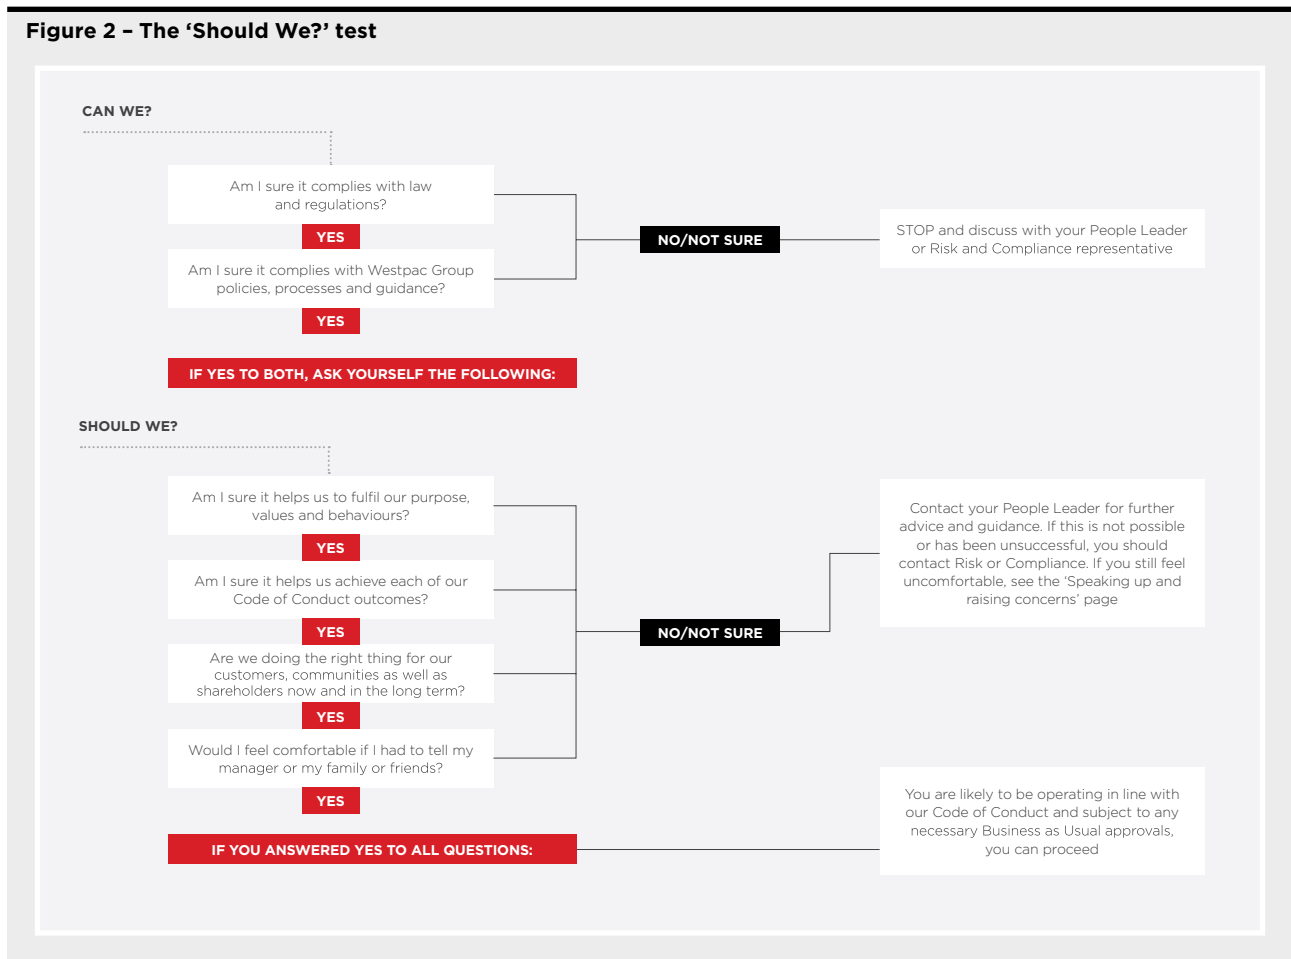 Figure 2 – The ‘Should We?’ test
CAN WE?
Am I sure it complies with law
and regulations?
YES
Am I sure it complies with Westpac Group
policies, processes and guidance?
YES
NO/NOT SURE
STOP and discuss with your People Leader
or Risk and Compliance representative
IF YES TO BOTH, ASK YOURSELF THE FOLLOWING:
SHOULD WE?
Am I sure it helps us to fulfil our purpose,
values and behaviours?
YES
Am I sure it helps us achieve each of our
Code of Conduct outcomes?
YES
Are we doing the right thing for our
customers, communities as well as
shareholders now and in the long term?
YES
Would I feel comfortable if I had to tell my
manager or my family or friends?
YES
NO/NOT SURE
Contact your People Leader for further
advice and guidance. If this is not possible
or has been unsuccessful, you should
contact Risk or Compliance. If you still feel
uncomfortable, see the ‘Speaking up and
raising concerns’ page
IF YOU ANSWERED YES TO ALL QUESTIONS:
You are likely to be operating in line with
our Code of Conduct and subject to any
necessary Business as Usual approvals,
you can proceed